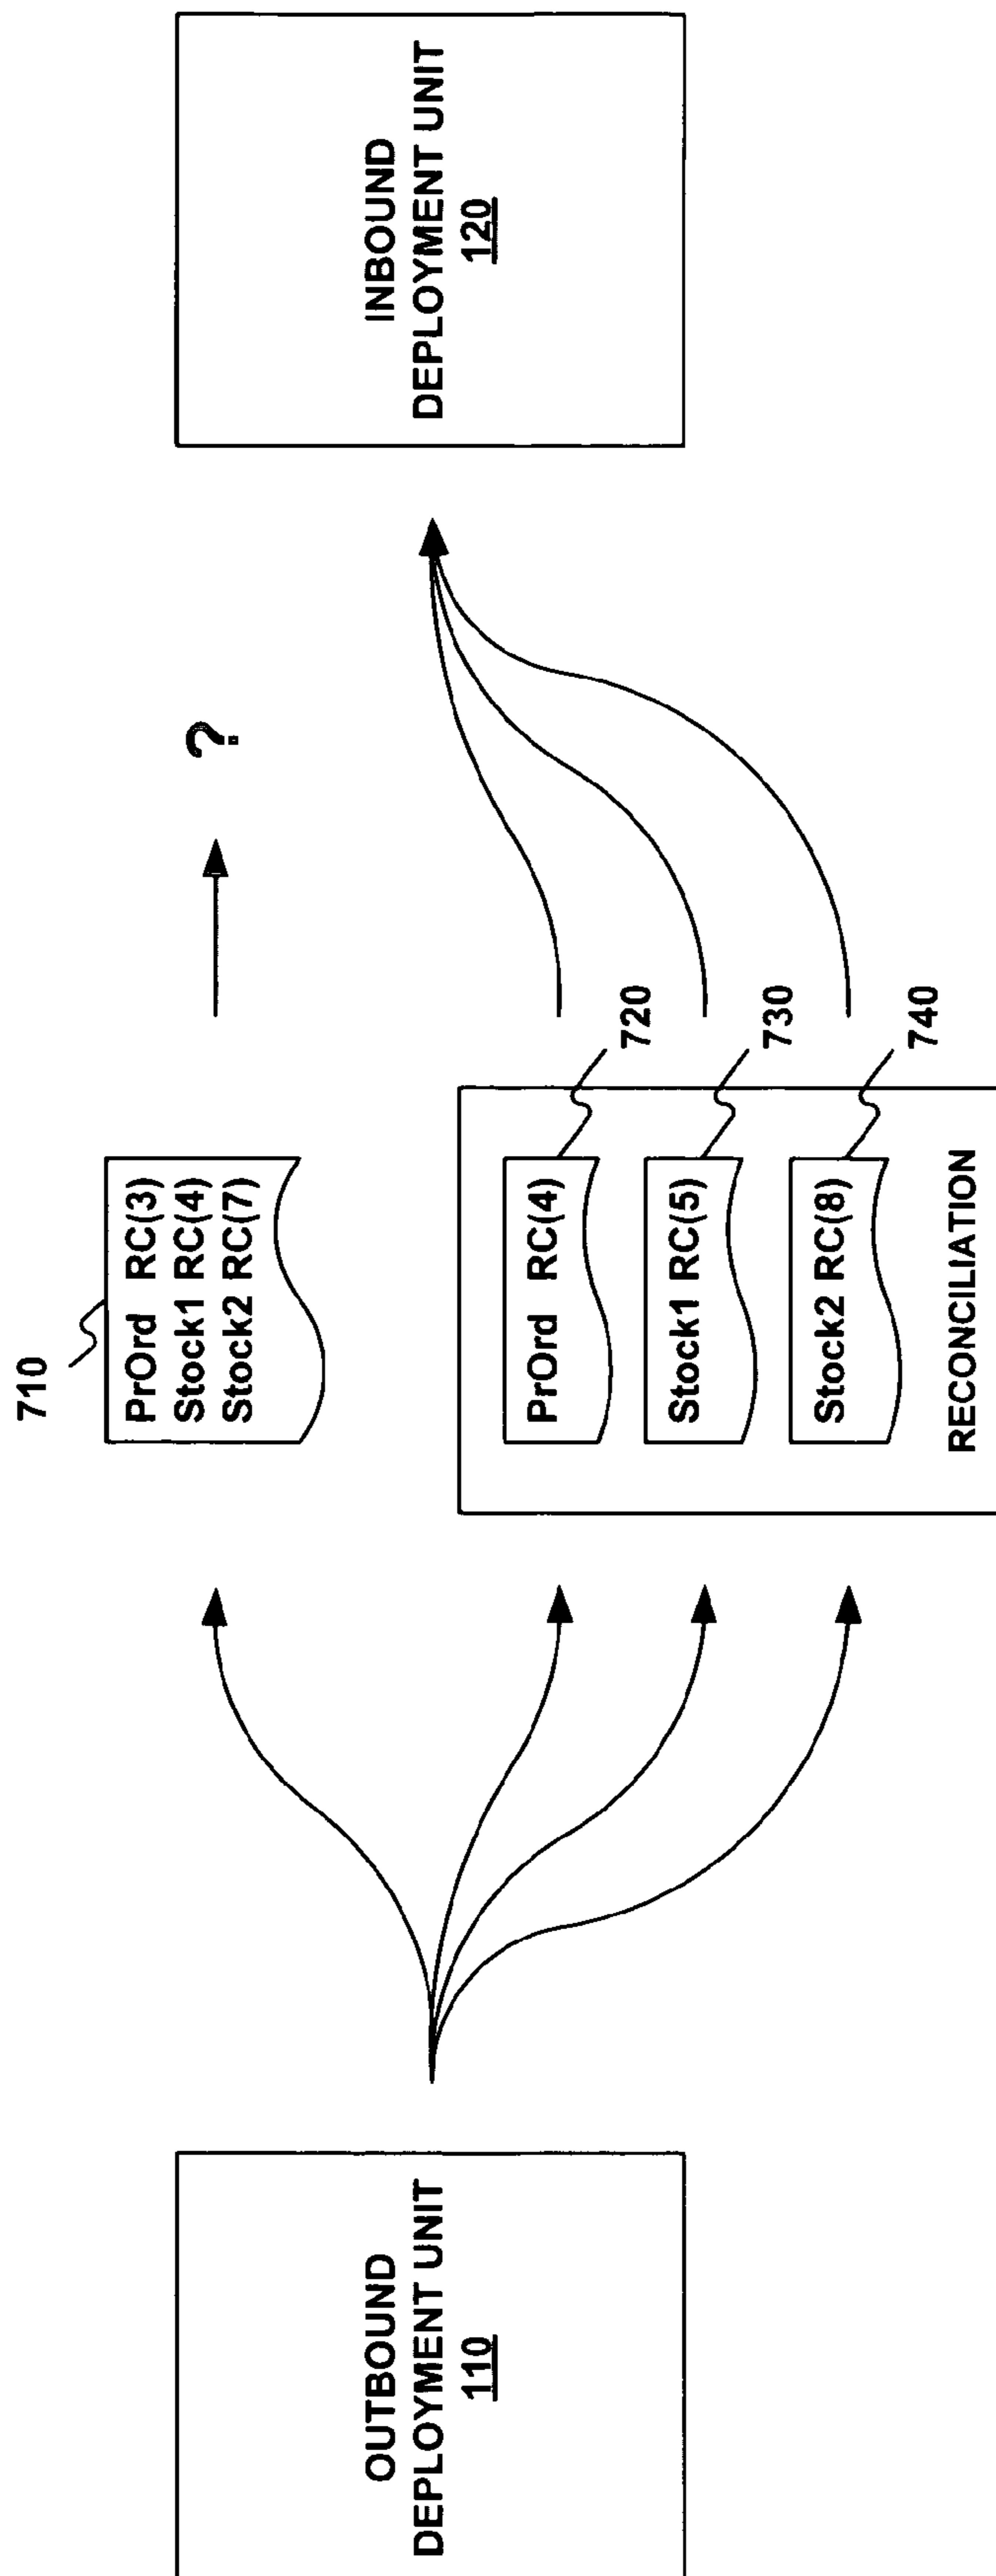 OUTBOUND
DEPLOYMENT UNIT
110
710
PrOrd RC(3)
Stock1 RC(4)
Stock2 RC(7)
?
PrOrd RC(4)
720
Stock1 RC(5)
730
Stock2 RC(8)
740
RECONCILIATION
INBOUND
DEPLOYMENT UNIT
120